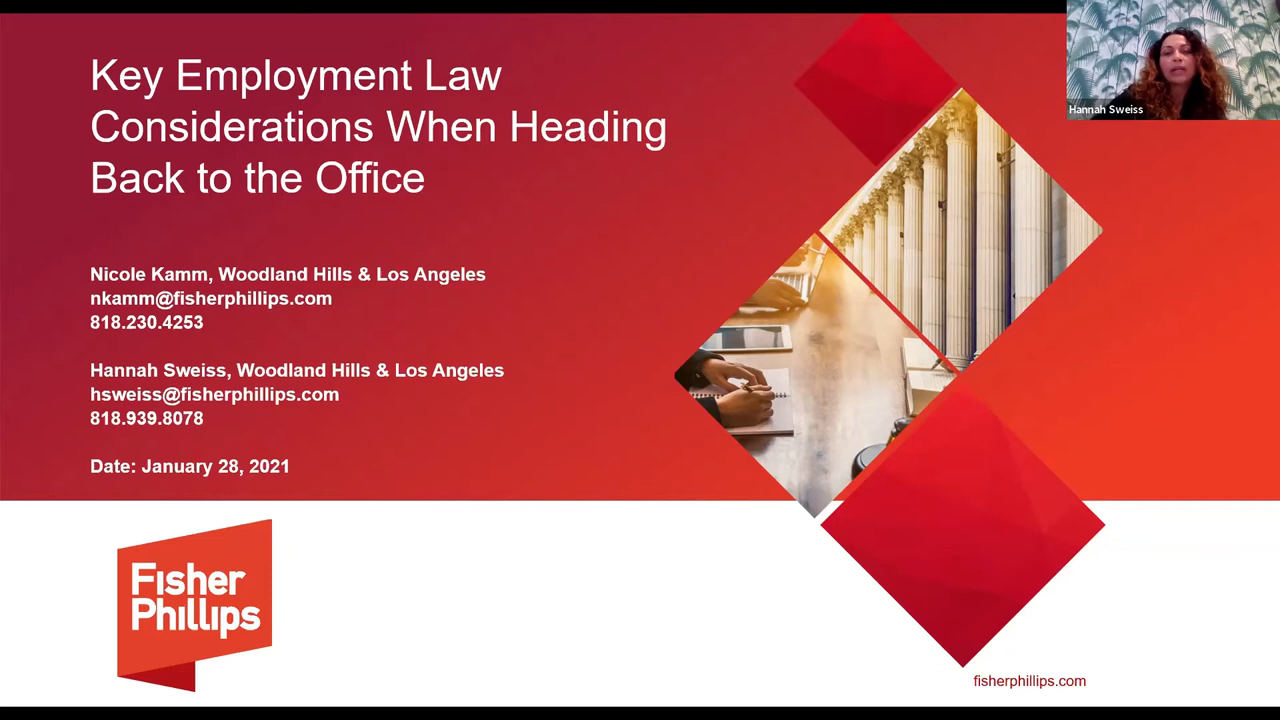 Key Employment Law
Considerations When Heading
Back to the Office
Nicole Kamm, Woodland Hills & Los Angeles
nkamm@fisherphillips.com
818.230.4253
Hannah Sweiss, Woodland Hills & Los Angeles
hsweiss@fisherphillips.com
818.939.8078
Date: January 28, 2021
Hannah Sweiss
Fisher
Phillips
fisherphillips.com